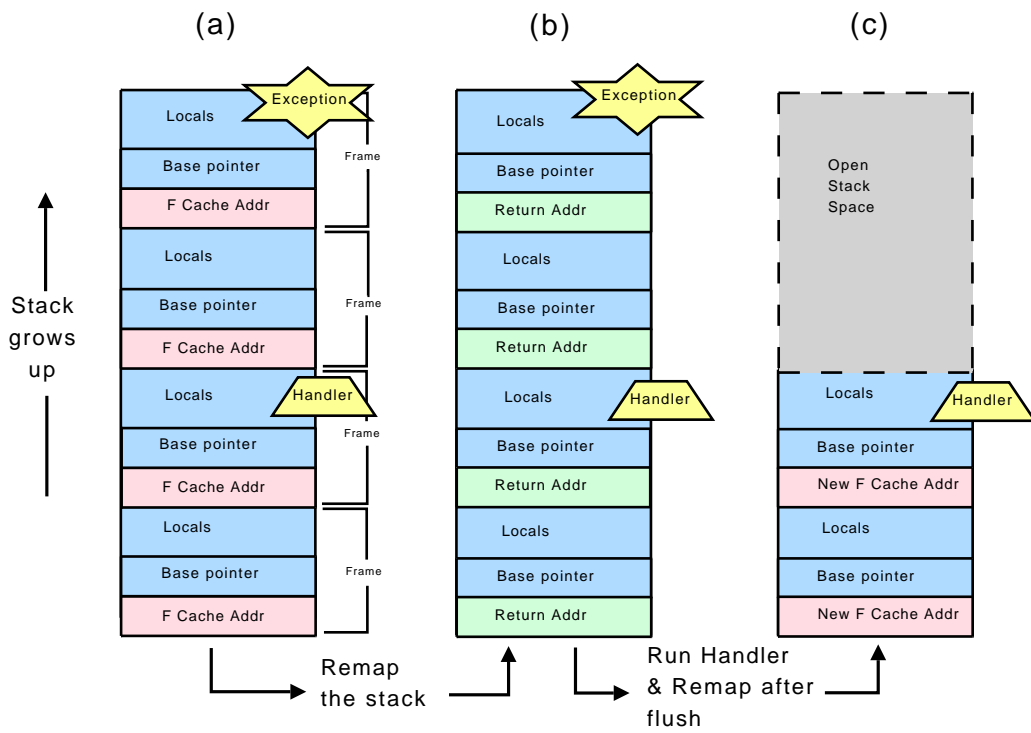 (a)
(b)
(c)
Stack
grows
up
Exception
Locals
Base pointer
F Cache Addr
Frame
Locals
Base pointer
F Cache Addr
Frame
Locals
Handler
Base pointer
F Cache Addr
Frame
Locals
Base pointer
F Cache Addr
Frame
Remap
the stack
Exception
Locals
Base pointer
Return Addr
Locals
Base pointer
Return Addr
Locals
Handler
Base pointer
Return Addr
Locals
Base pointer
Return Addr
Run Handler
& Remap after
flush
Open
Stack
Space
Locals
Handler
Base pointer
New F Cache Addr
Locals
Base pointer
New F Cache Addr